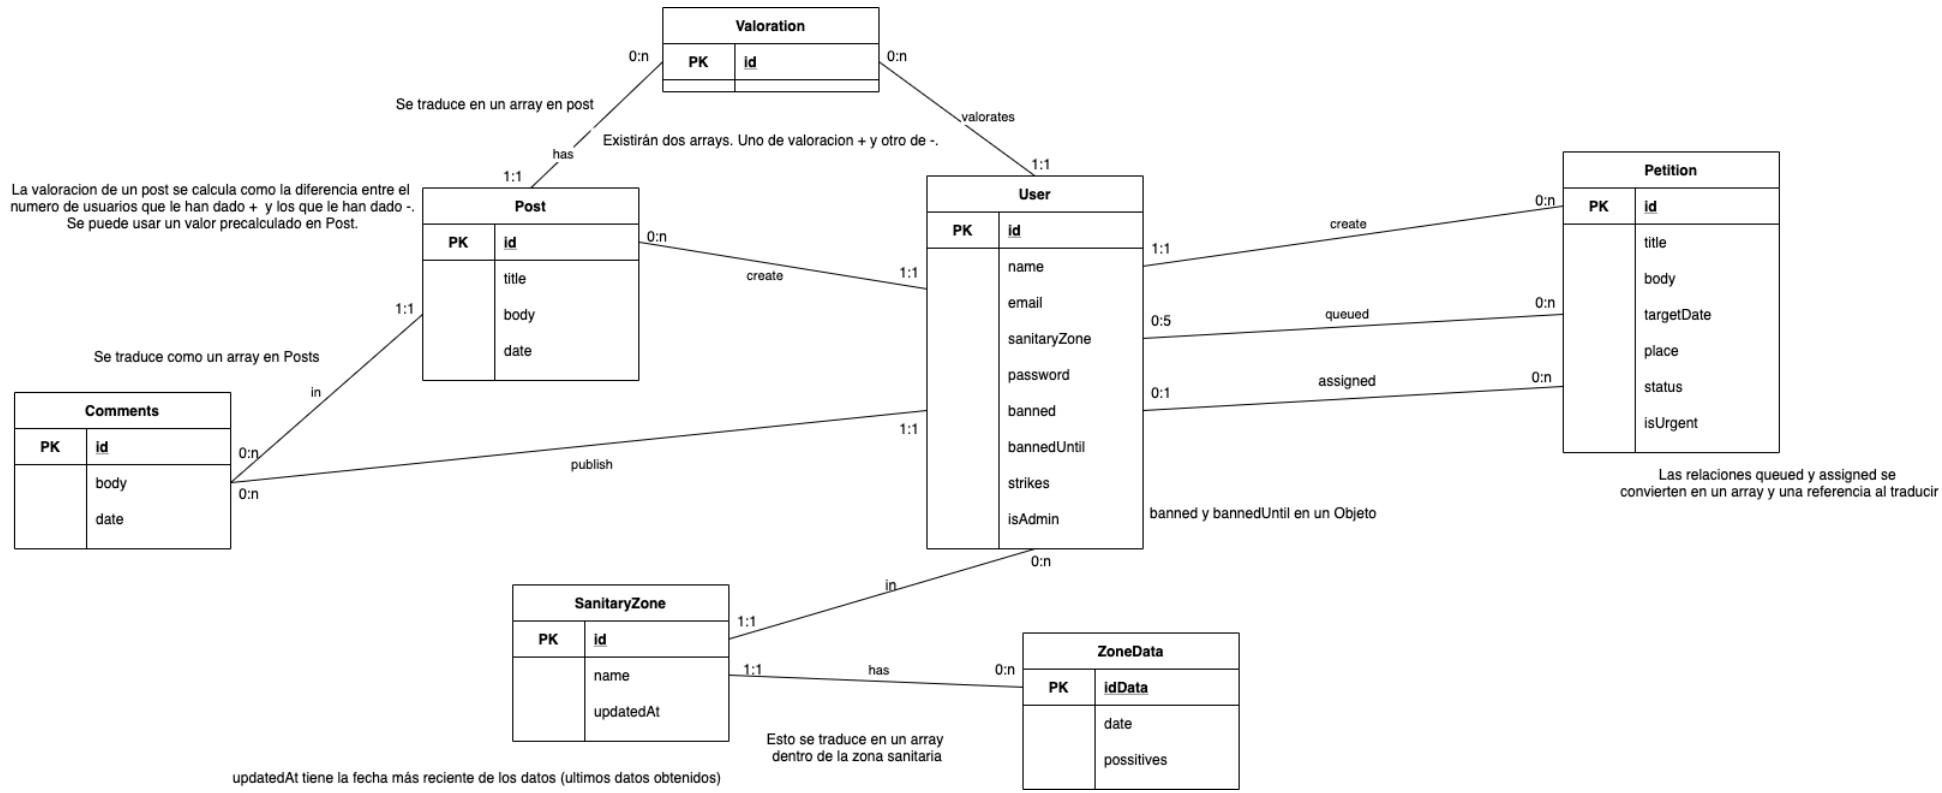 Valoration
PK
id
0:n
0:n
Se traduce en un array en post
valorates
Existirán dos arrays. Uno de valoracion + y otro de -.
has
1:1
1:1
La valoracion de un post se calcula como la diferencia entre el
numero de usuarios que le han dado +  y los que le han dado -.
Se puede usar un valor precalculado en Post.
Post
PK
id
title
body
date
0:n
create
1:1
User
PK
id
name
email
sanitaryZone
password
banned
bannedUntil
strikes
isAdmin
1:1
create
0:n
0:5
queued
0:n
0:1
assigned
0:n
Petition
PK
id
title
body
targetDate
place
status
isUrgent
Las relaciones queued y assigned se
convierten en un array y una referencia al traducir
banned y bannedUntil en un Objeto
1:1
Se traduce como un array en Posts
in
Comments
PK
id
body
date
0:n
0:n
publish
1:1
0:n
in
1:1
SanitaryZone
PK
id
name
updatedAt
1:1
has
0:n
ZoneData
PK
idData
date
possitives
Esto se traduce en un array
dentro de la zona sanitaria
updatedAt tiene la fecha más reciente de los datos (ultimos datos obtenidos)